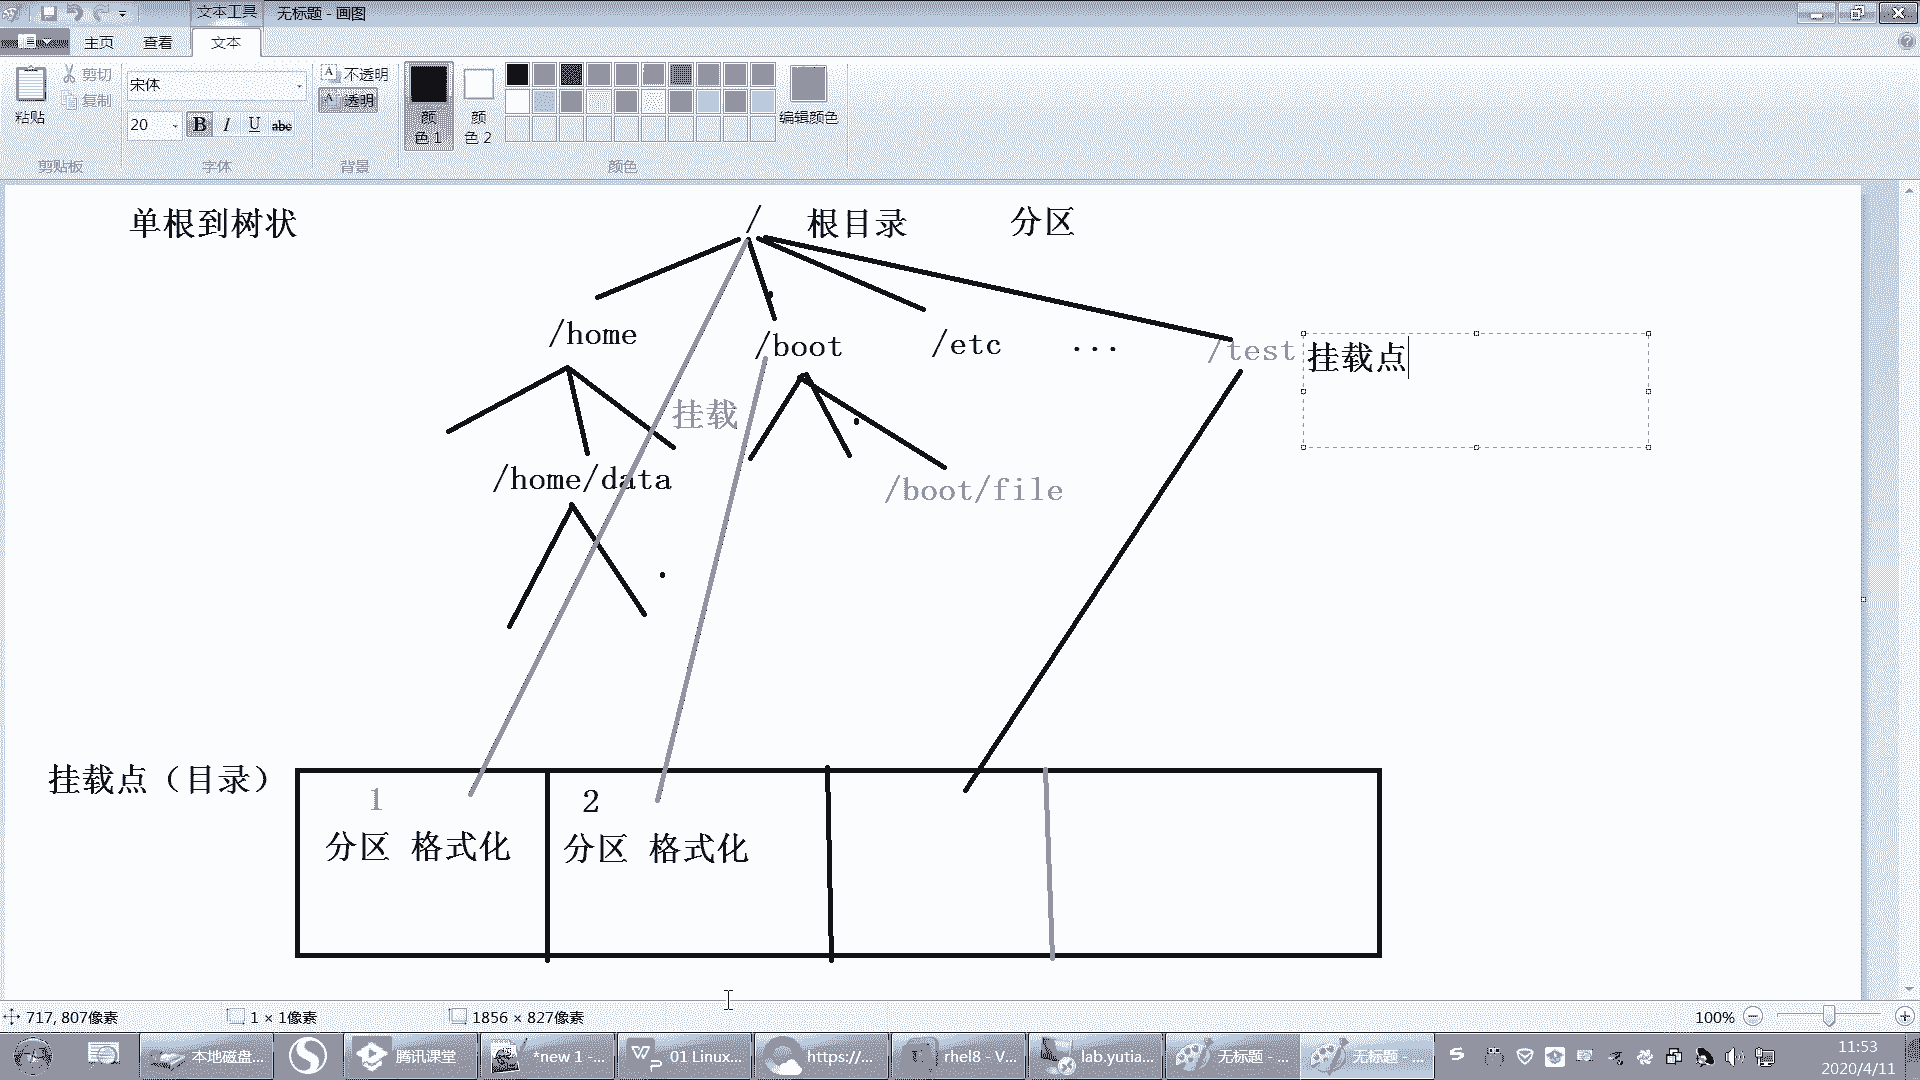 文本工具 无标题 - 画图
主页 查看 文本
粘贴 剪切 复制
剪贴板
宋体
20 B I U abc
字体
不透明
透明
背景
颜色 1
颜色 2
编辑颜色
颜色
单根到树状 / 根目录 分区
/home /boot /etc ... /test 挂载点
挂载
/home/data /boot/file
挂载点（目录）
1 2
分区 格式化 分区 格式化
717, 807像素 1 × 1像素 1856 × 827像素 100%
本地磁盘... 腾讯课堂 *new 1 -... 01 Linux... https://... rhel8 - V... lab.yutia... 无标题 - ... 无标题 - ...
11:53
2020/4/11